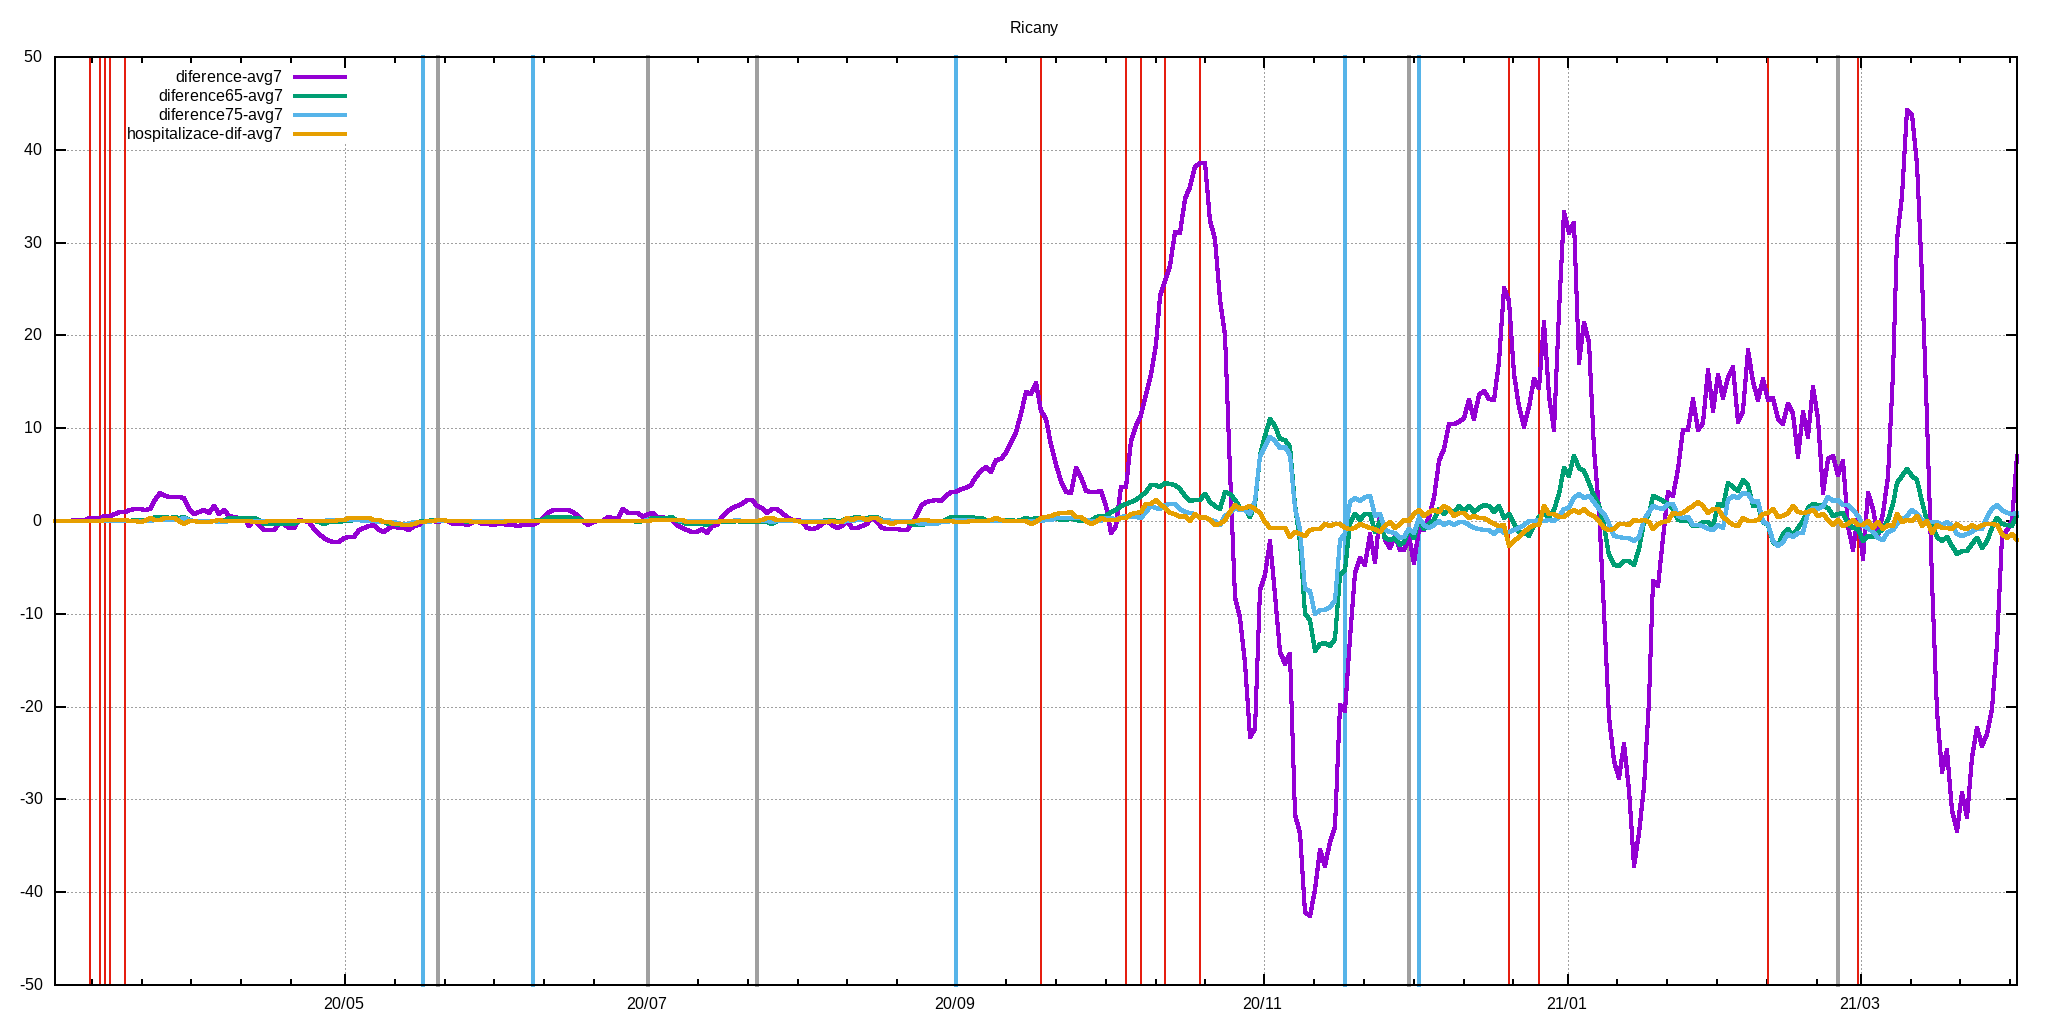 Ricany
diference-avg7
diference65-avg7
diference75-avg7
hospitalizace-dif-avg7
50
40
30
20
10
0
-10
-20
-30
-40
-50
20/05 20/07 20/09 20/11 21/01 21/03